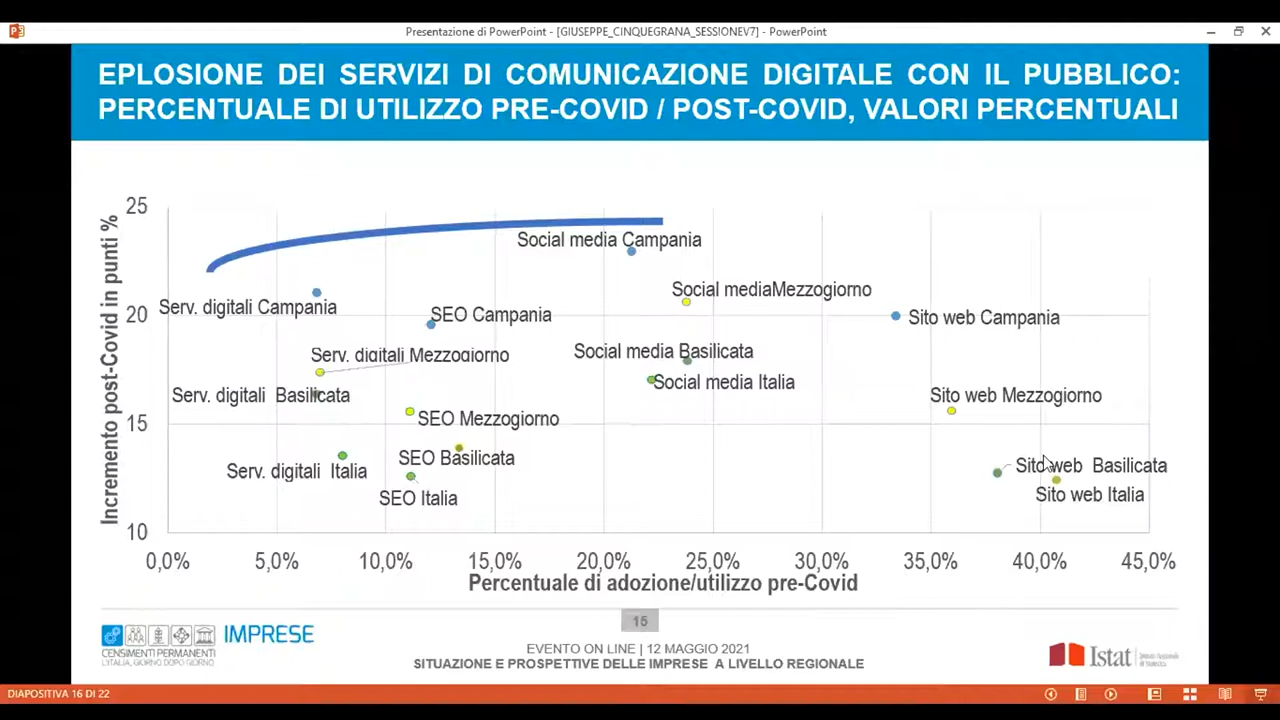 Presentazione di PowerPoint - [GIUSEPPE_CINQUEGRANA_SESSIONEV7] - PowerPoint
EPLOSIONE DEI SERVIZI DI COMUNICAZIONE DIGITALE CON IL PUBBLICO:
PERCENTUALE DI UTILIZZO PRE-COVID / POST-COVID, VALORI PERCENTUALI
Incremento post-Covid in punti %
25
20
15
10
Social media Campania
Social mediaMezzogiorno
Serv. digitali Campania
SEO Campania
Sito web Campania
Serv. digitali Mezzogiorno
Social media Basilicata
Social media Italia
Serv. digitali Basilicata
Sito web Mezzogiorno
SEO Mezzogiorno
SEO Basilicata
Sito web Basilicata
Serv. digitali Italia
SEO Italia
Sito web Italia
0,0% 5,0% 10,0% 15,0% 20,0% 25,0% 30,0% 35,0% 40,0% 45,0%
Percentuale di adozione/utilizzo pre-Covid
15
IMPRESE
CENSIMENTI PERMANENTI
L'ITALIA, GIORNO DOPO GIORNO
EVENTO ON LINE | 12 MAGGIO 2021
SITUAZIONE E PROSPETTIVE DELLE IMPRESE A LIVELLO REGIONALE
Istat
DIAPOSITIVA 16 DI 22